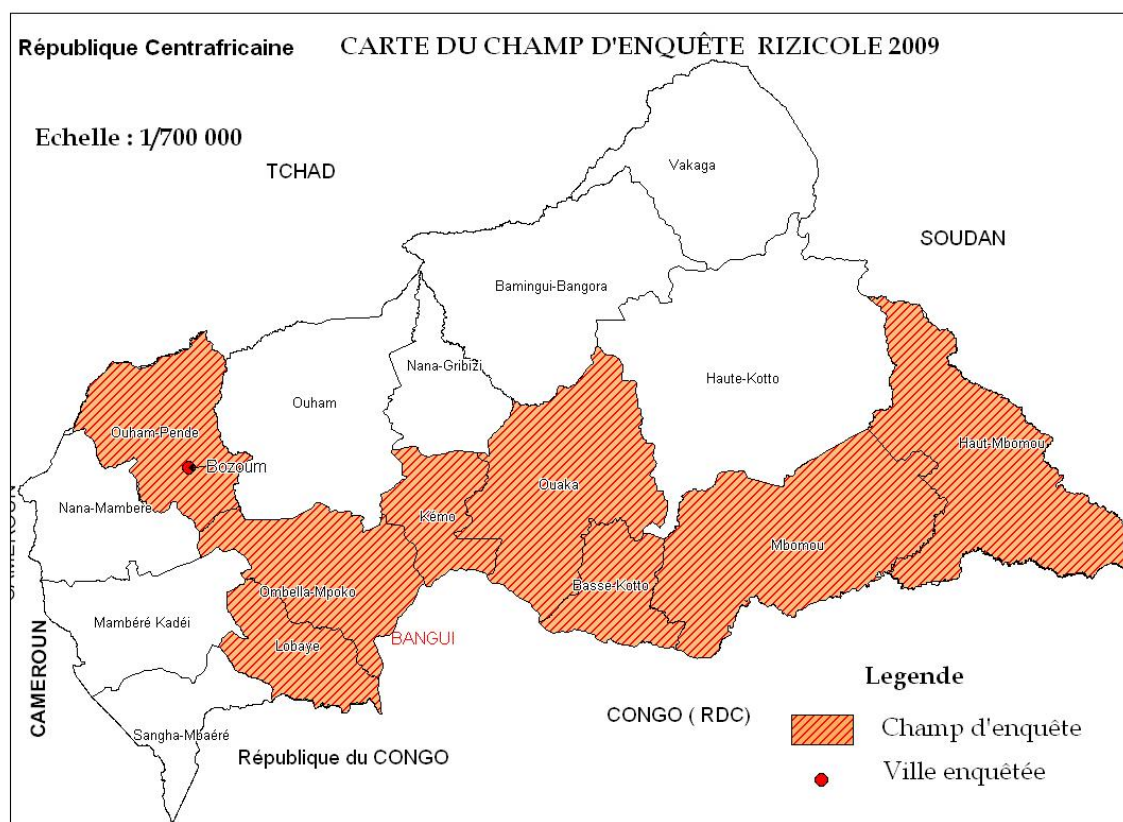 République Centrafricaine
CARTE DU CHAMP D'ENQUÊTE RIZICOLE 2009
Echelle : 1/700 000
TCHAD
Vakaga
SOUDAN
Bamingui-Bangora
Nana-Gribizi
Haute-Kotto
Ouham
Ouham-Pende
Haut-Mbomou
Bozoum
Ouaka
Nana-Mambere
Kémo
Mbomou
Basse-Kotto
Ombella-Mpoko
Mambéré Kadéi
BANGUI
Lobaye
CAMEROUN
CAMEROUN
Legende
CONGO ( RDC)
Champ d'enquête
Sangha-Mbaéré
République du CONGO
Ville enquêtée